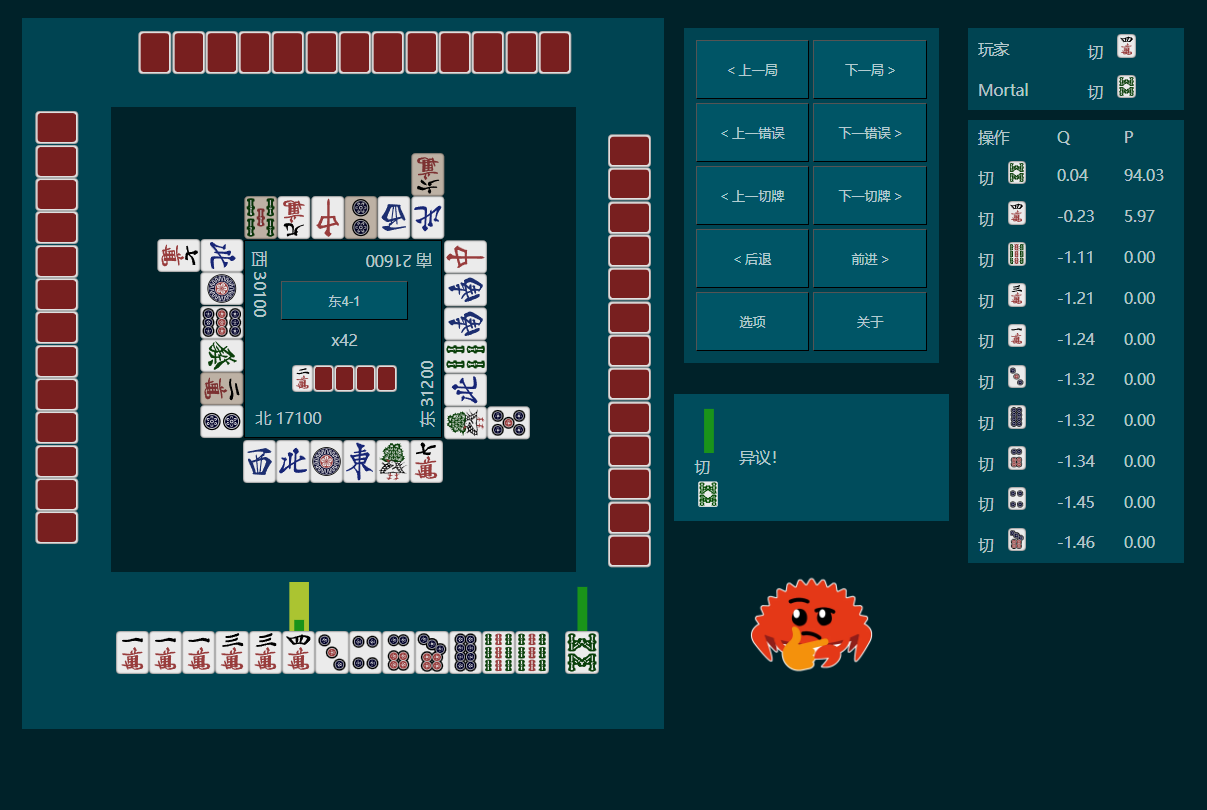 西 30100
南 21600
东4-1
x42
北 17100
东 31200
< 上一局
下一局 >
< 上一错误
下一错误 >
< 上一切牌
下一切牌 >
< 后退
前进 >
选项
关于
切
异议!
玩家 切
Mortal 切
操作 Q P
切 0.04 94.03
切 -0.23 5.97
切 -1.11 0.00
切 -1.21 0.00
切 -1.24 0.00
切 -1.32 0.00
切 -1.32 0.00
切 -1.34 0.00
切 -1.45 0.00
切 -1.46 0.00